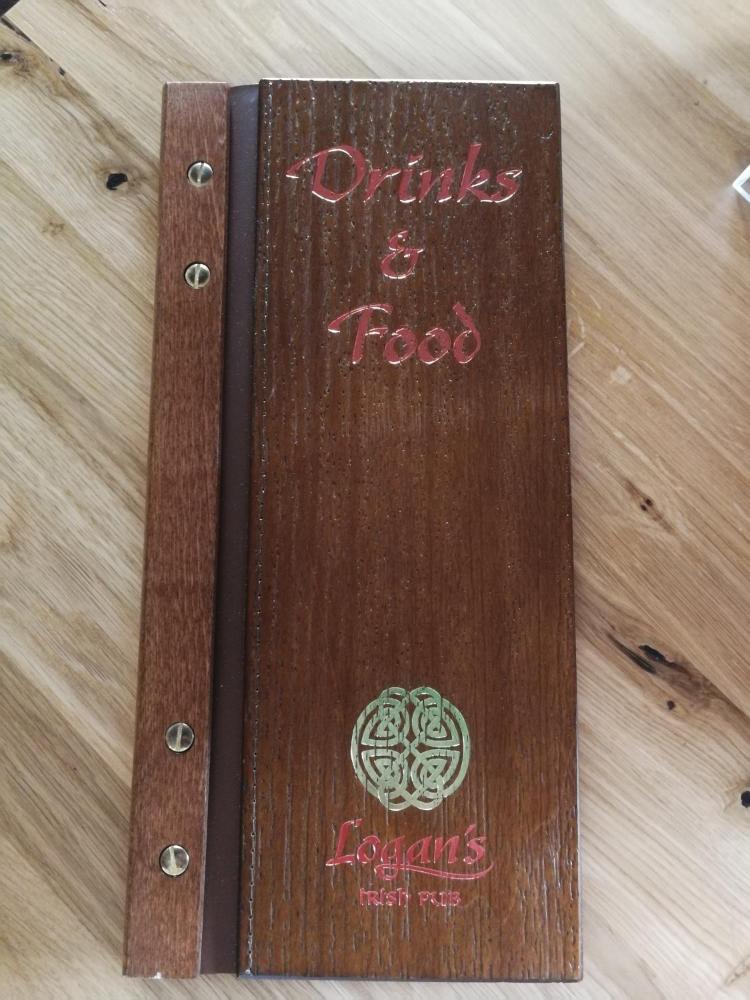 Drinks
&
Food
Logan's
IRISH PUB